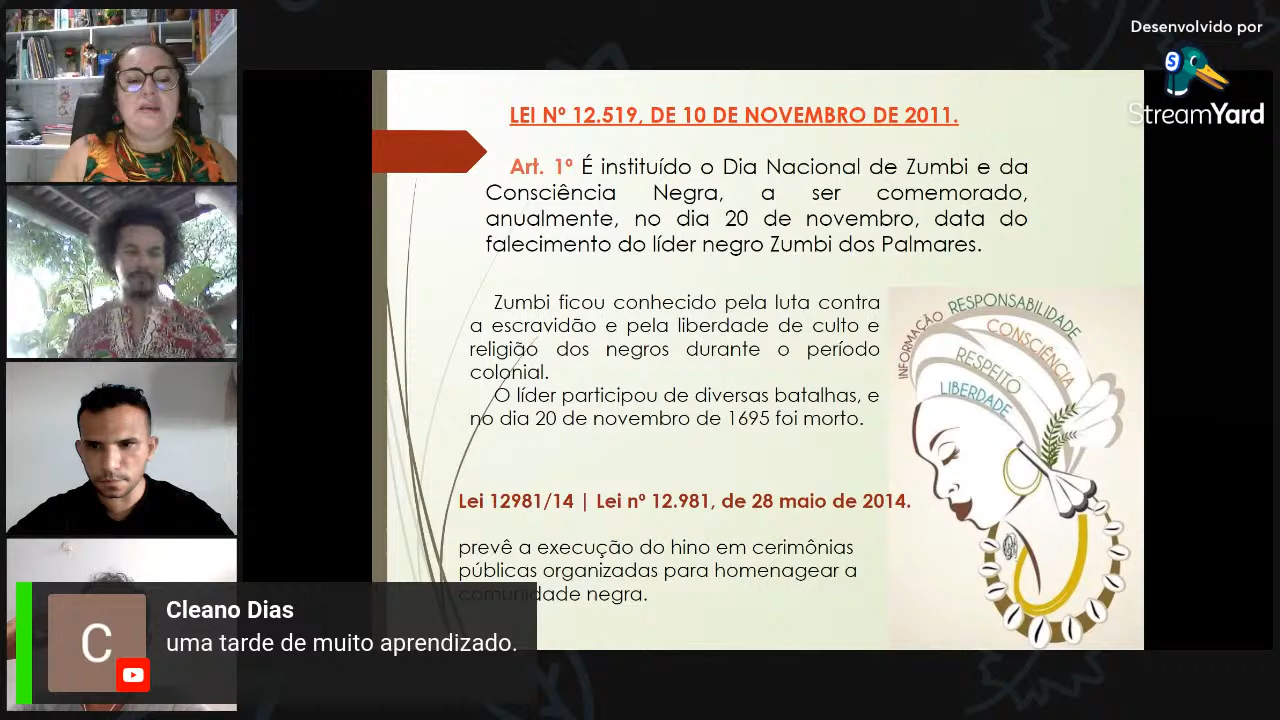 Desenvolvido por
StreamYard
LEI Nº 12.519, DE 10 DE NOVEMBRO DE 2011.
Art. 1º É instituído o Dia Nacional de Zumbi e da
Consciência Negra, a ser comemorado,
anualmente, no dia 20 de novembro, data do
falecimento do líder negro Zumbi dos Palmares.
Zumbi ficou conhecido pela luta contra
a escravidão e pela liberdade de culto e
religião dos negros durante o período
colonial.
O líder participou de diversas batalhas, e
no dia 20 de novembro de 1695 foi morto.
INFORMAÇÃO
RESPONSABILIDADE
CONSCIÊNCIA
RESPEITO
LIBERDADE
Lei 12981/14 | Lei nº 12.981, de 28 maio de 2014.
prevê a execução do hino em cerimônias
públicas organizadas para homenagear a
comunidade negra.
C
Cleano Dias
uma tarde de muito aprendizado.